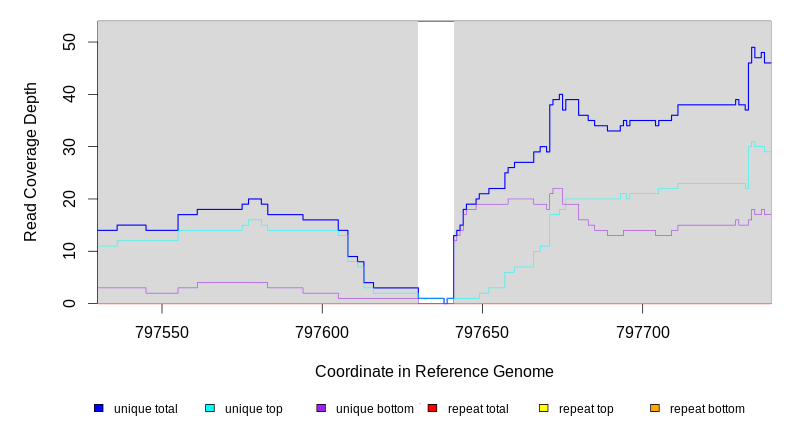 Read Coverage Depth
50
40
30
20
10
0
797550 797600 797650 797700
Coordinate in Reference Genome
unique total unique top unique bottom repeat total repeat top repeat bottom